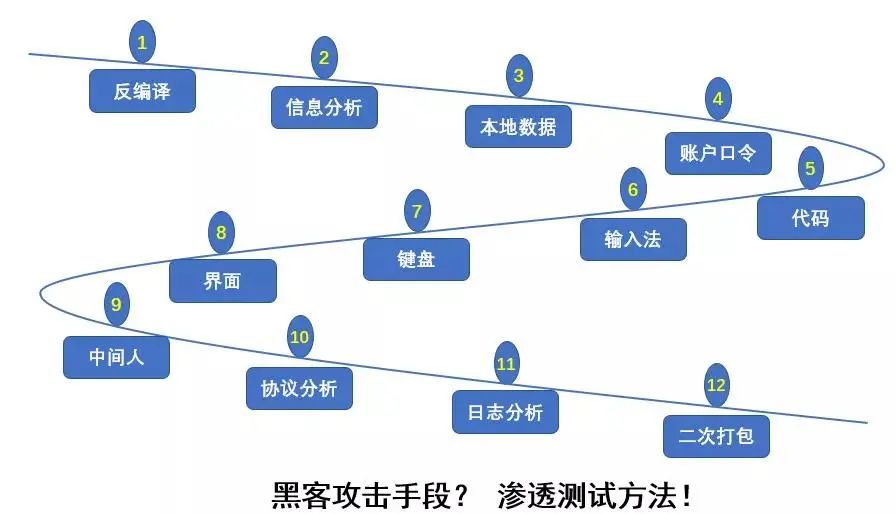 1
反编译
2
信息分析
3
本地数据
4
账户口令
5
代码
6
输入法
7
键盘
8
界面
9
中间人
10
协议分析
11
日志分析
12
二次打包
黑客攻击手段？ 渗透测试方法！